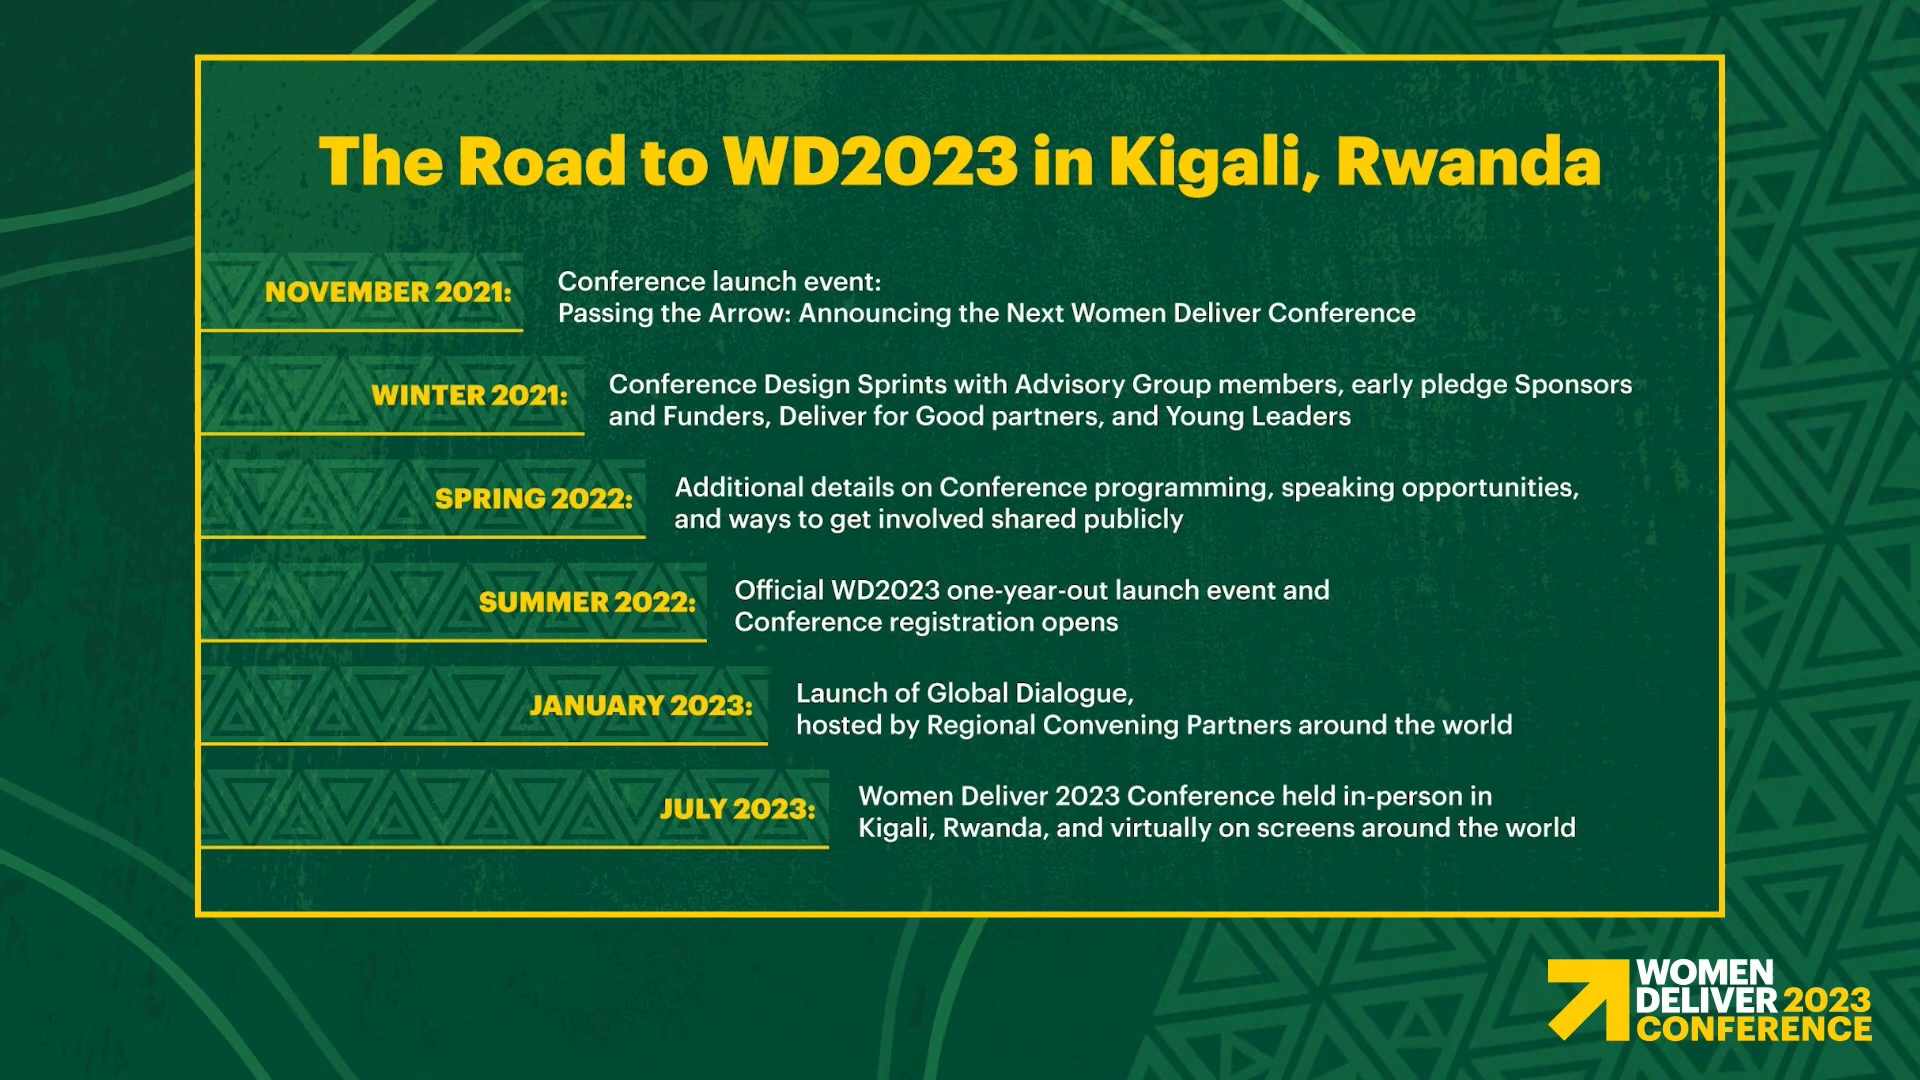 The Road to WD2023 in Kigali, Rwanda
NOVEMBER 2021:
Conference launch event:
Passing the Arrow: Announcing the Next Women Deliver Conference
WINTER 2021:
Conference Design Sprints with Advisory Group members, early pledge Sponsors
and Funders, Deliver for Good partners, and Young Leaders
SPRING 2022:
Additional details on Conference programming, speaking opportunities,
and ways to get involved shared publicly
SUMMER 2022:
Official WD2023 one-year-out launch event and
Conference registration opens
JANUARY 2023:
Launch of Global Dialogue,
hosted by Regional Convening Partners around the world
JULY 2023:
Women Deliver 2023 Conference held in-person in
Kigali, Rwanda, and virtually on screens around the world
WOMEN
DELIVER 2023
CONFERENCE